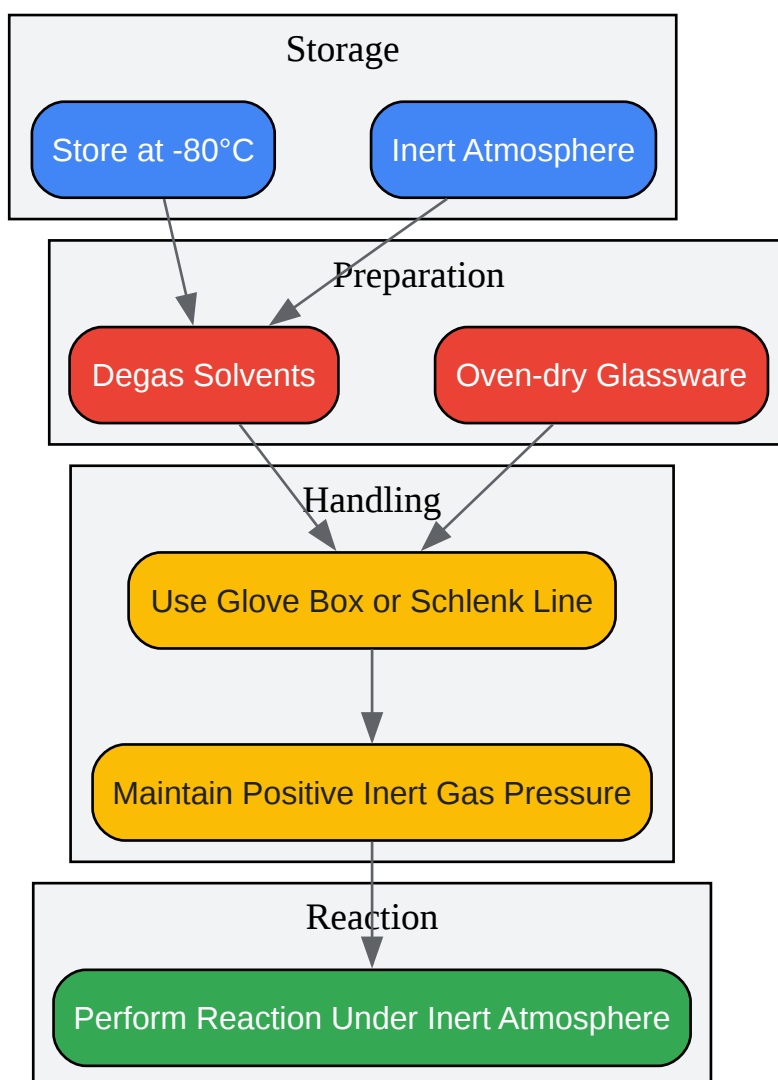 Storage
Store at -80°C
Inert Atmosphere
Preparation
Degas Solvents
Oven-dry Glassware
Handling
Use Glove Box or Schlenk Line
Maintain Positive Inert Gas Pressure
Reaction
Perform Reaction Under Inert Atmosphere